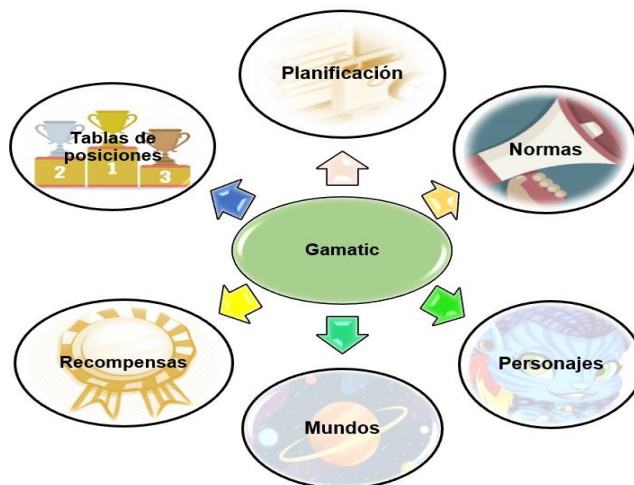 Planificación
Tablas de
posiciones
2
1
3
Normas
Gamatic
Recompensas
Personajes
Mundos